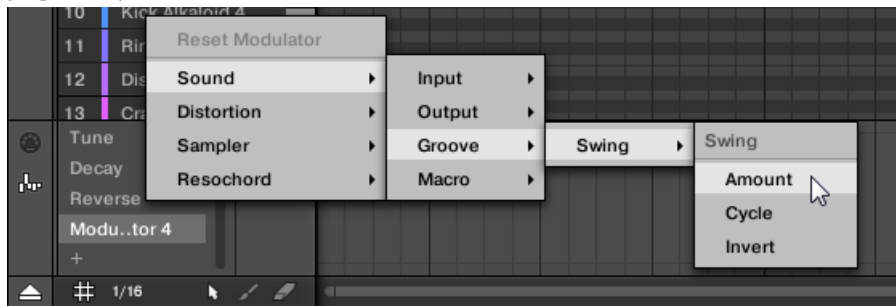 10 Kick Alkaloid 4
11 Rin
12 Dis
13 Cra
Reset Modulator
Sound
Distortion
Sampler
Resochord
Input
Output
Groove
Macro
Swing
Swing
Amount
Cycle
Invert
Tune
Decay
Reverse
Modu..tor 4
+
1/16